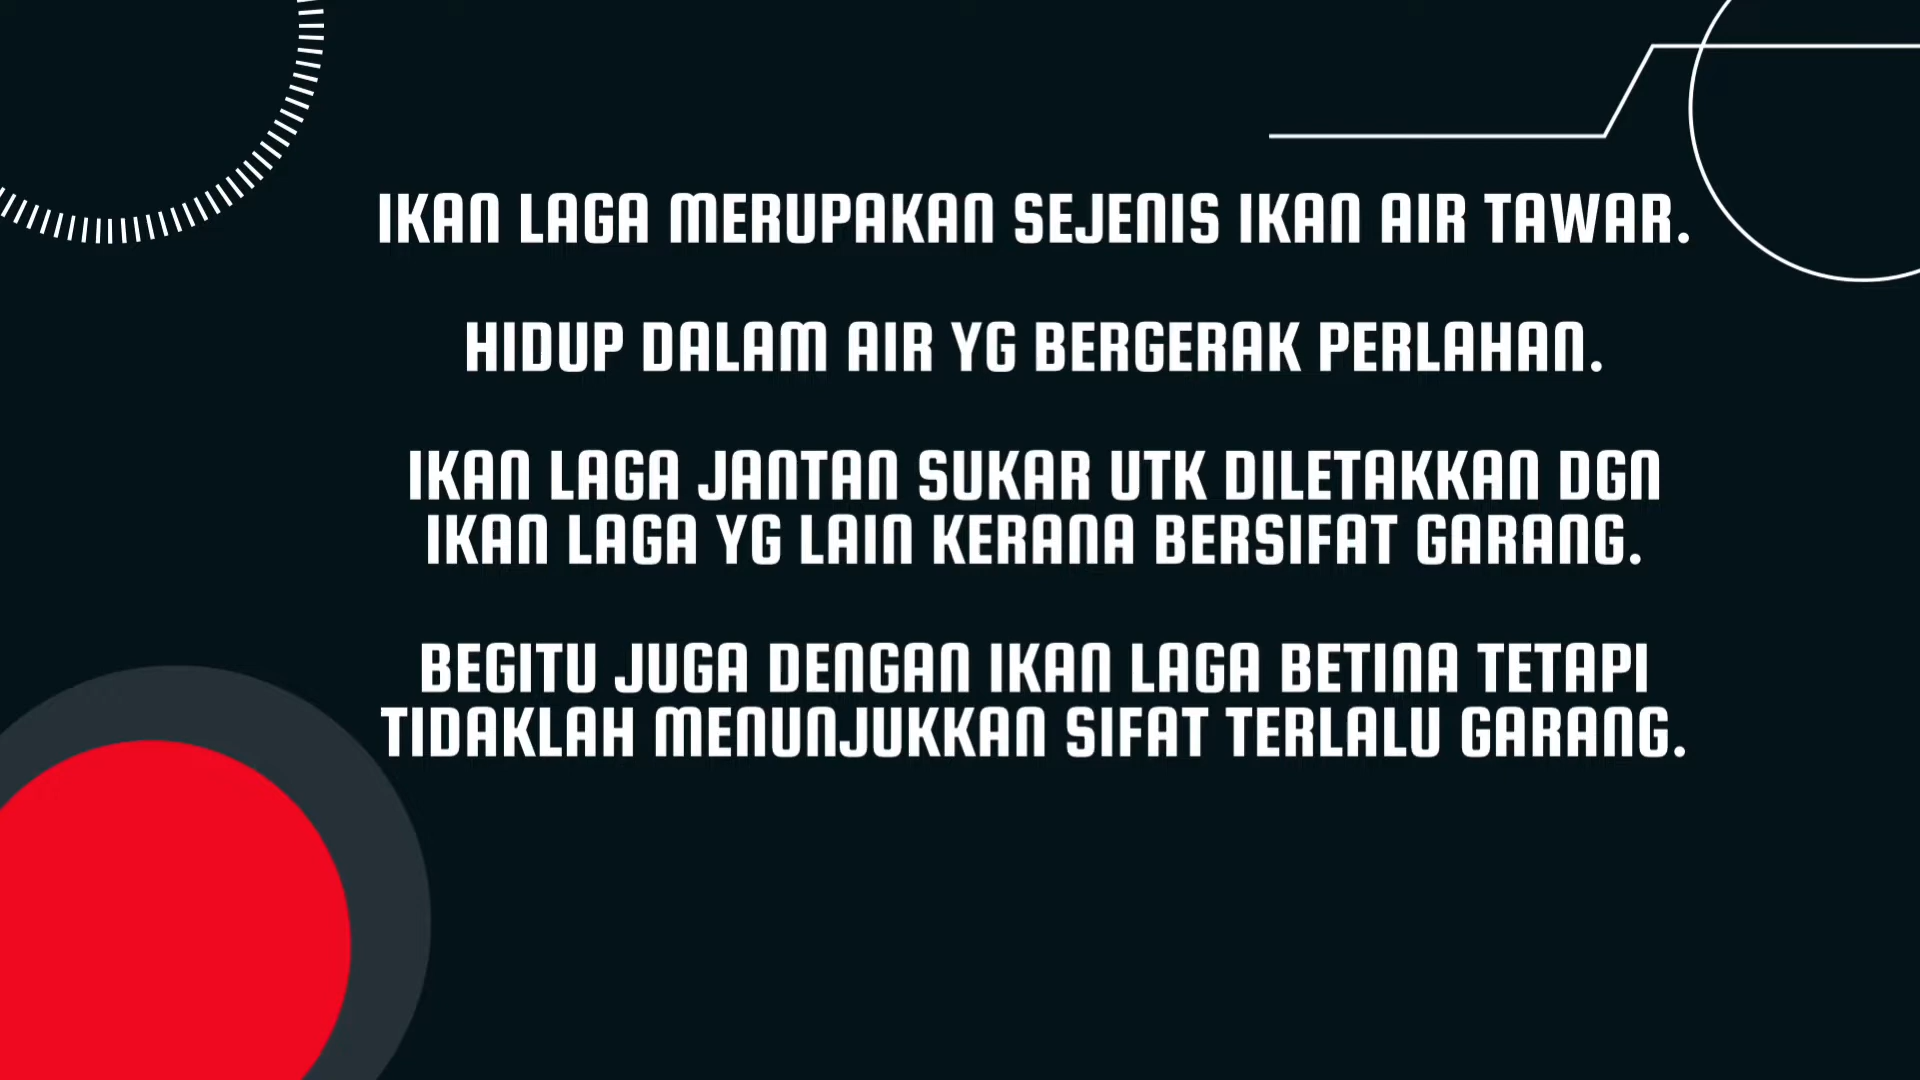 IKAN LAGA MERUPAKAN SEJENIS IKAN AIR TAWAR.
HIDUP DALAM AIR YG BERGERAK PERLAHAN.
IKAN LAGA JANTAN SUKAR UTK DILETAKKAN DGN
IKAN LAGA YG LAIN KERANA BERSIFAT GARANG.
BEGITU JUGA DENGAN IKAN LAGA BETINA TETAPI
TIDAKLAH MENUNJUKKAN SIFAT TERLALU GARANG.